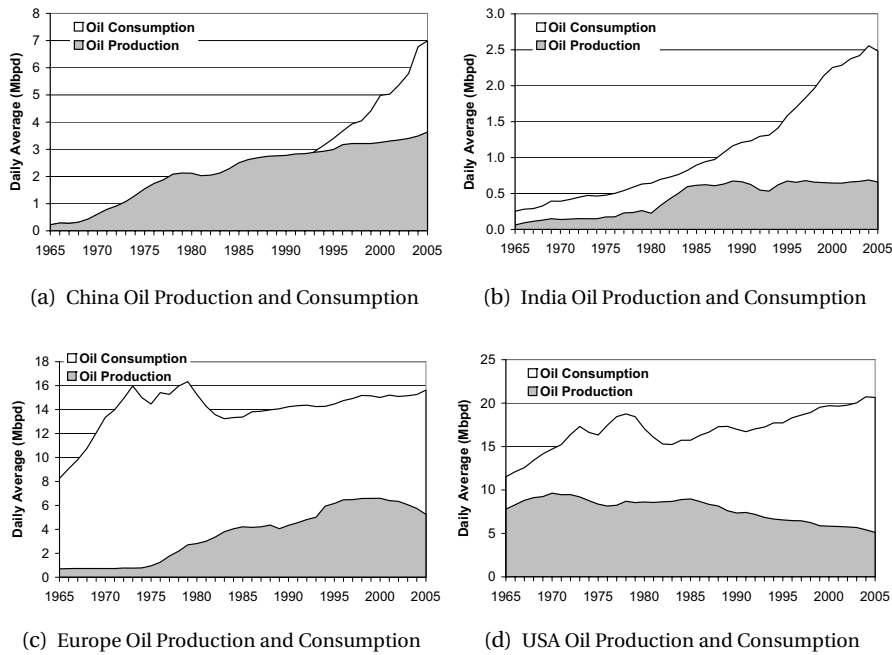 8
7
6
5
4
3
2
1
0
Daily Average (Mbpd)
Oil Consumption
Oil Production
1965 1970 1975 1980 1985 1990 1995 2000 2005
(a) China Oil Production and Consumption
3.0
2.5
2.0
1.5
1.0
0.5
0.0
Daily Average (Mbpd)
Oil Consumption
Oil Production
1965 1970 1975 1980 1985 1990 1995 2000 2005
(b) India Oil Production and Consumption
18
16
14
12
10
8
6
4
2
0
Daily Average (Mbpd)
Oil Consumption
Oil Production
1965 1970 1975 1980 1985 1990 1995 2000 2005
(c) Europe Oil Production and Consumption
25
20
15
10
5
0
Daily Average (Mbpd)
Oil Consumption
Oil Production
1965 1970 1975 1980 1985 1990 1995 2000 2005
(d) USA Oil Production and Consumption